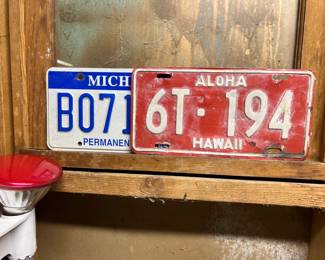 MICH
B071
PERMANEN
ALOHA
6T·194
HAWAII